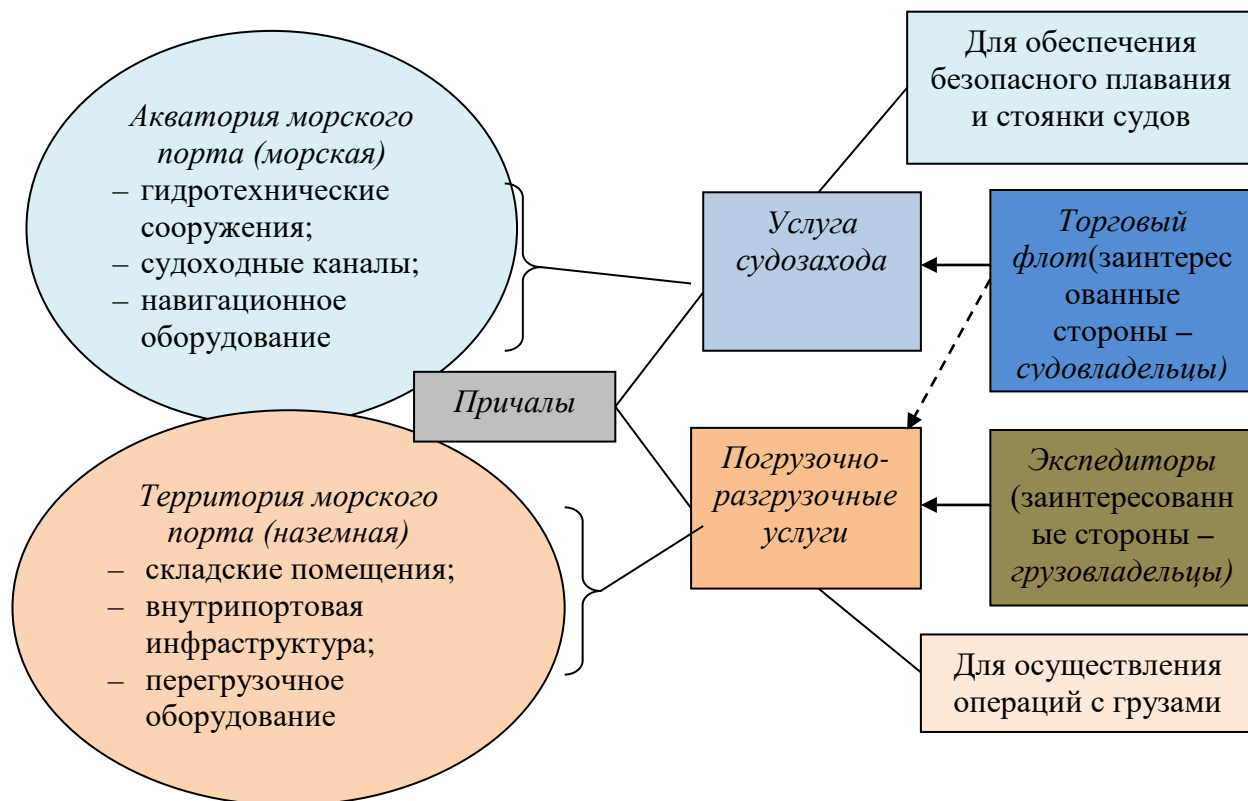 Акватория морского
порта (морская)
– гидротехнические
сооружения;
– судоходные каналы;
– навигационное
оборудование
Причалы
Территория морского
порта (наземная)
– складские помещения;
– внутрипортовая
инфраструктура;
– перегрузочное
оборудование
Услуга
судозахода
Погрузочно-
разгрузочные
услуги
Для обеспечения
безопасного плавания
и стоянки судов
Торговый
флот(заинтерес
ованные
стороны –
судовладельцы)
Экспедиторы
(заинтересованн
ые стороны –
грузовладельцы)
Для осуществления
операций с грузами